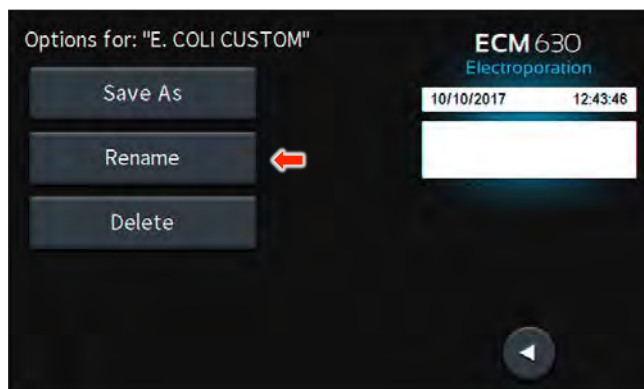 Options for: "E. COLI CUSTOM"
Save As
Rename
Delete
ECM 630
Electroporation
10/10/2017 12:43:46